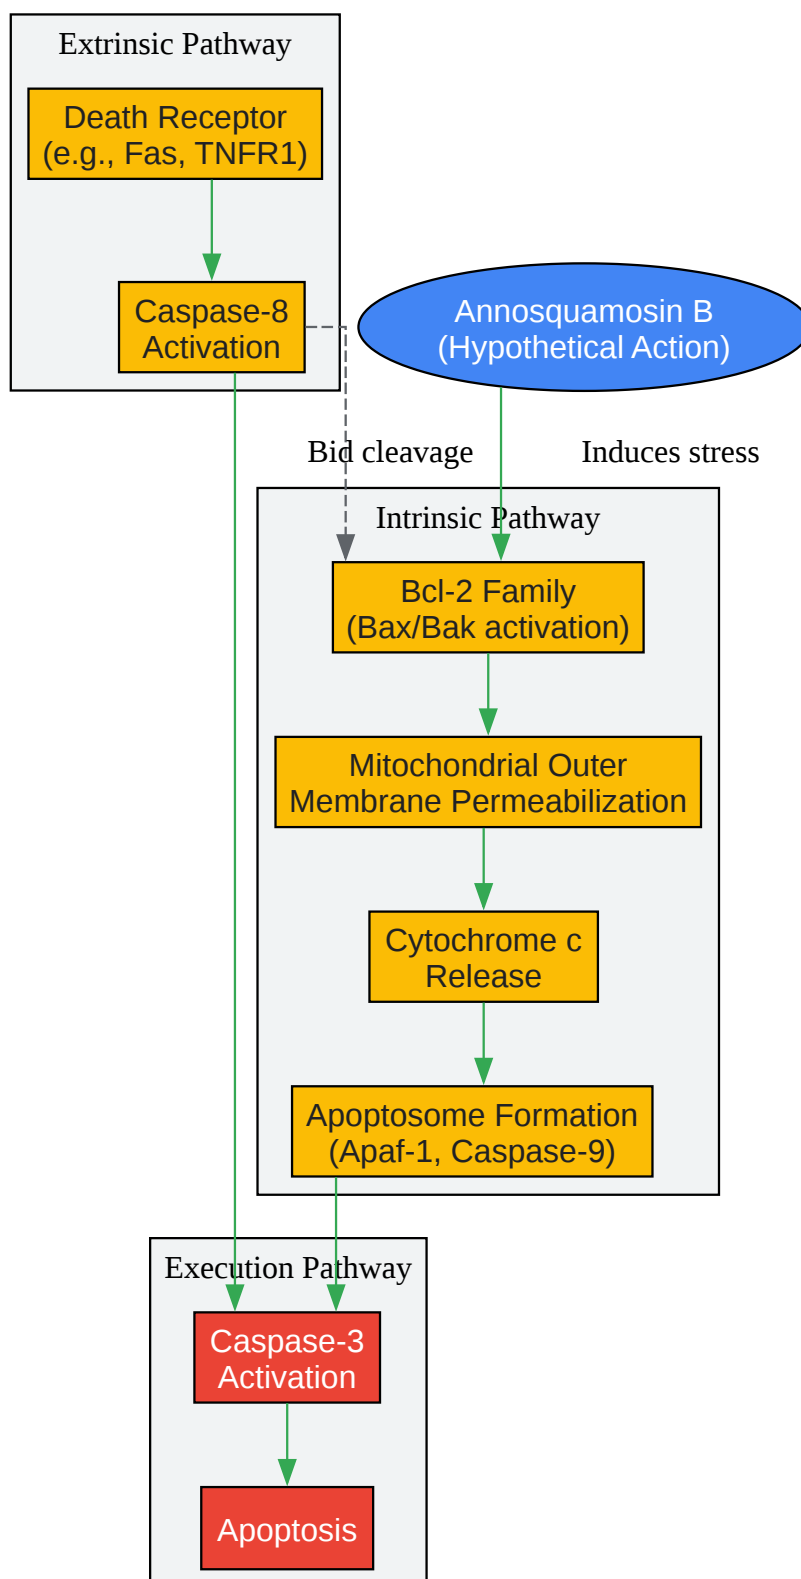 Extrinsic Pathway
Death Receptor
(e.g., Fas, TNFR1)
Caspase-8
Activation
Annosquamosin B
(Hypothetical Action)
Bid cleavage
Induces stress
Intrinsic Pathway
Bcl-2 Family
(Bax/Bak activation)
Mitochondrial Outer
Membrane Permeabilization
Cytochrome c
Release
Apoptosome Formation
(Apaf-1, Caspase-9)
Execution Pathway
Caspase-3
Activation
Apoptosis